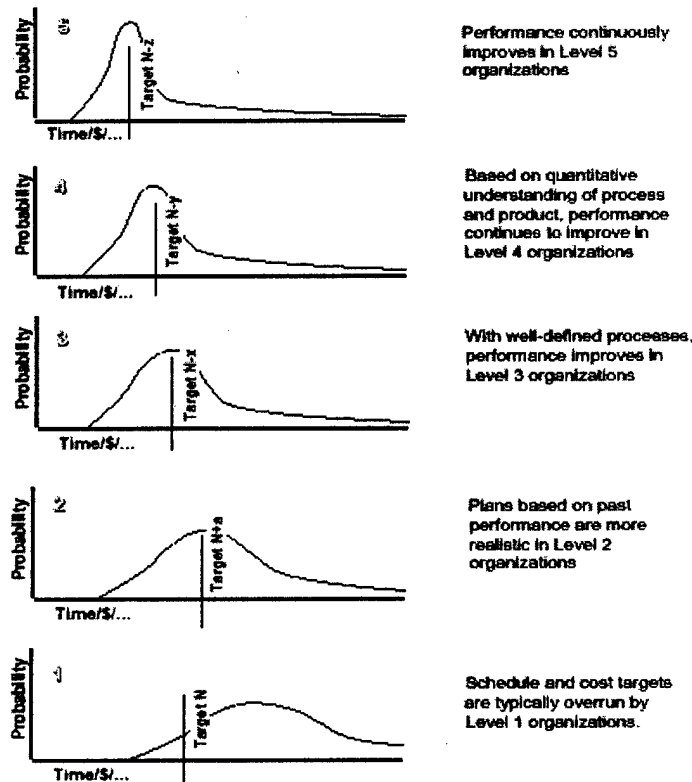 5
Probability
Target N-z
Time/$/...
Performance continuously
improves in Level 5
organizations
4
Probability
Target N-y
Time/$/...
Based on quantitative
understanding of process
and product, performance
continues to improve in
Level 4 organizations
3
Probability
Target N-x
Time/$/...
With well-defined processes,
performance improves in
Level 3 organizations
2
Probability
Target N+a
Time/$/...
Plans based on past
performance are more
realistic in Level 2
organizations
1
Probability
Target N
Time/$/...
Schedule and cost targets
are typically overrun by
Level 1 organizations.